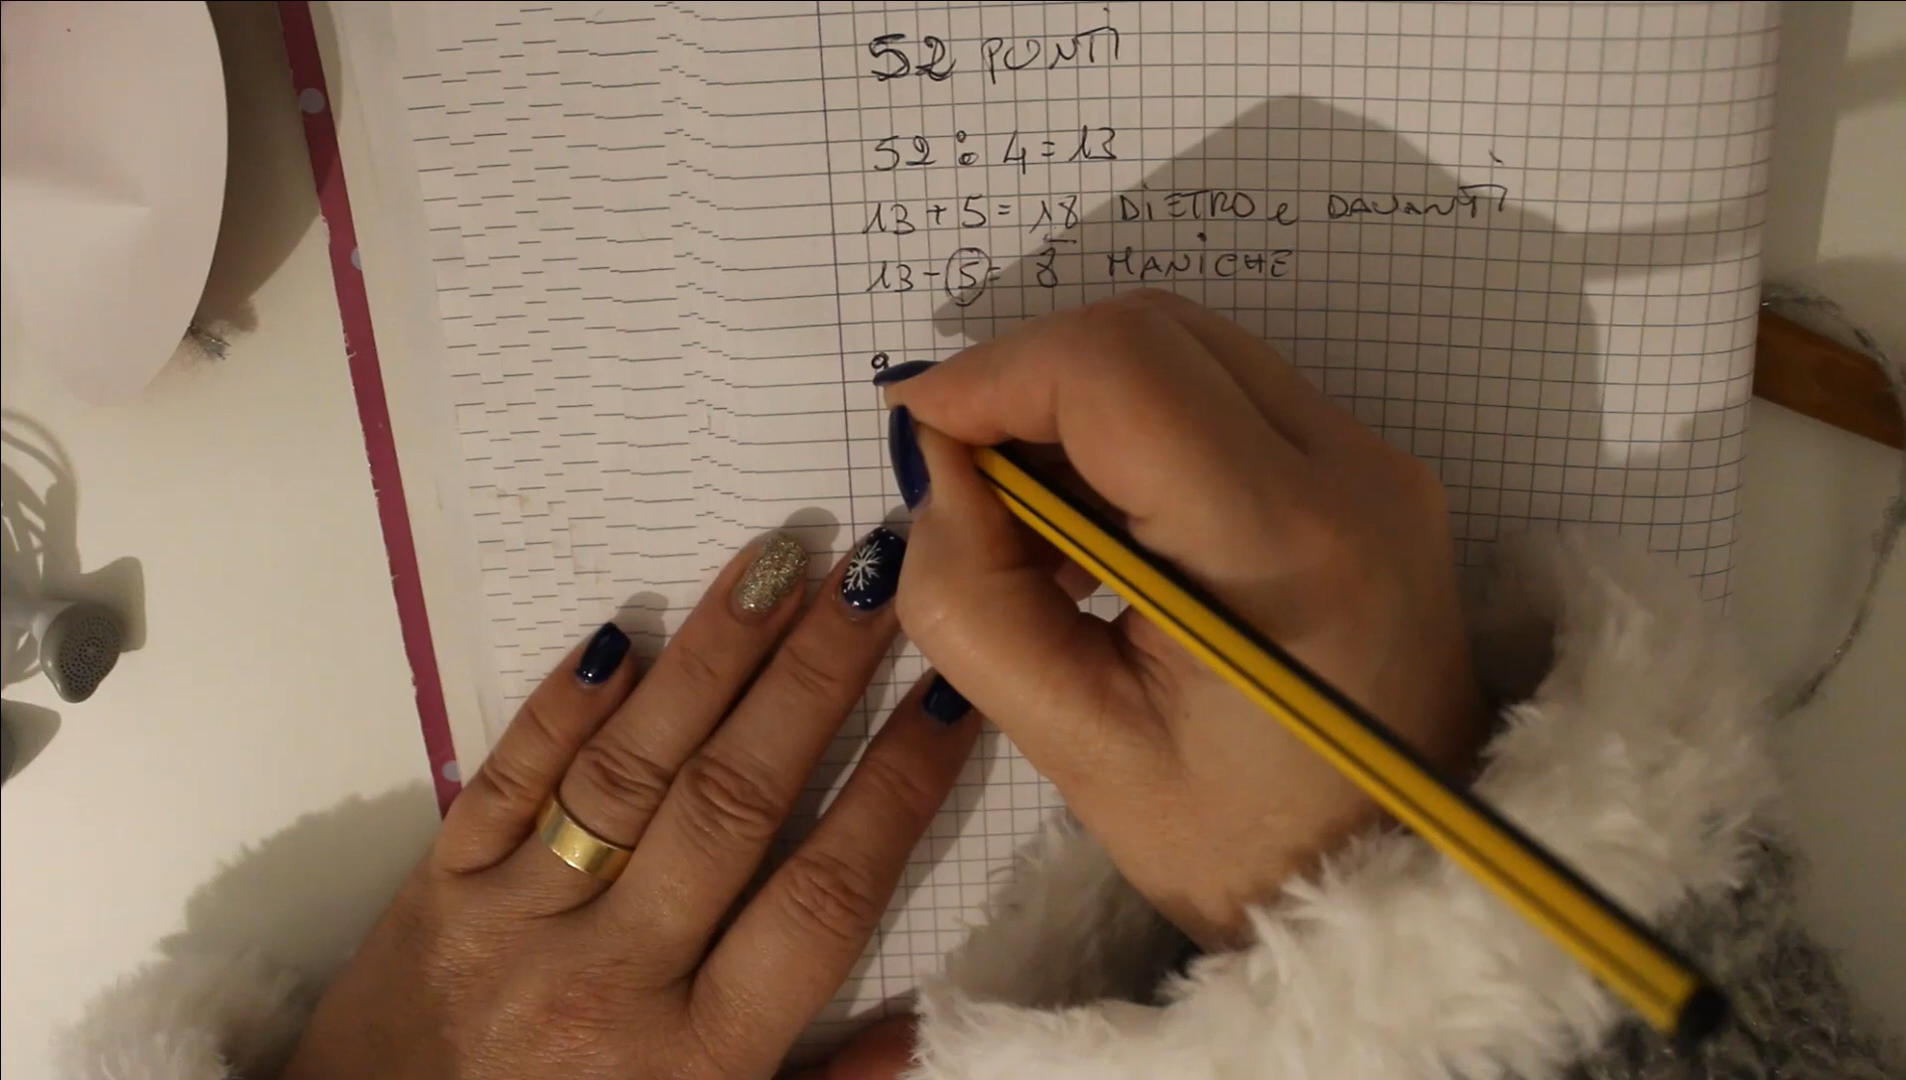 52 PUNTI
52 : 4 = 13
13 + 5 = 18 DIETRO e DAVANTI
13 - 5 = 8 MANICHE